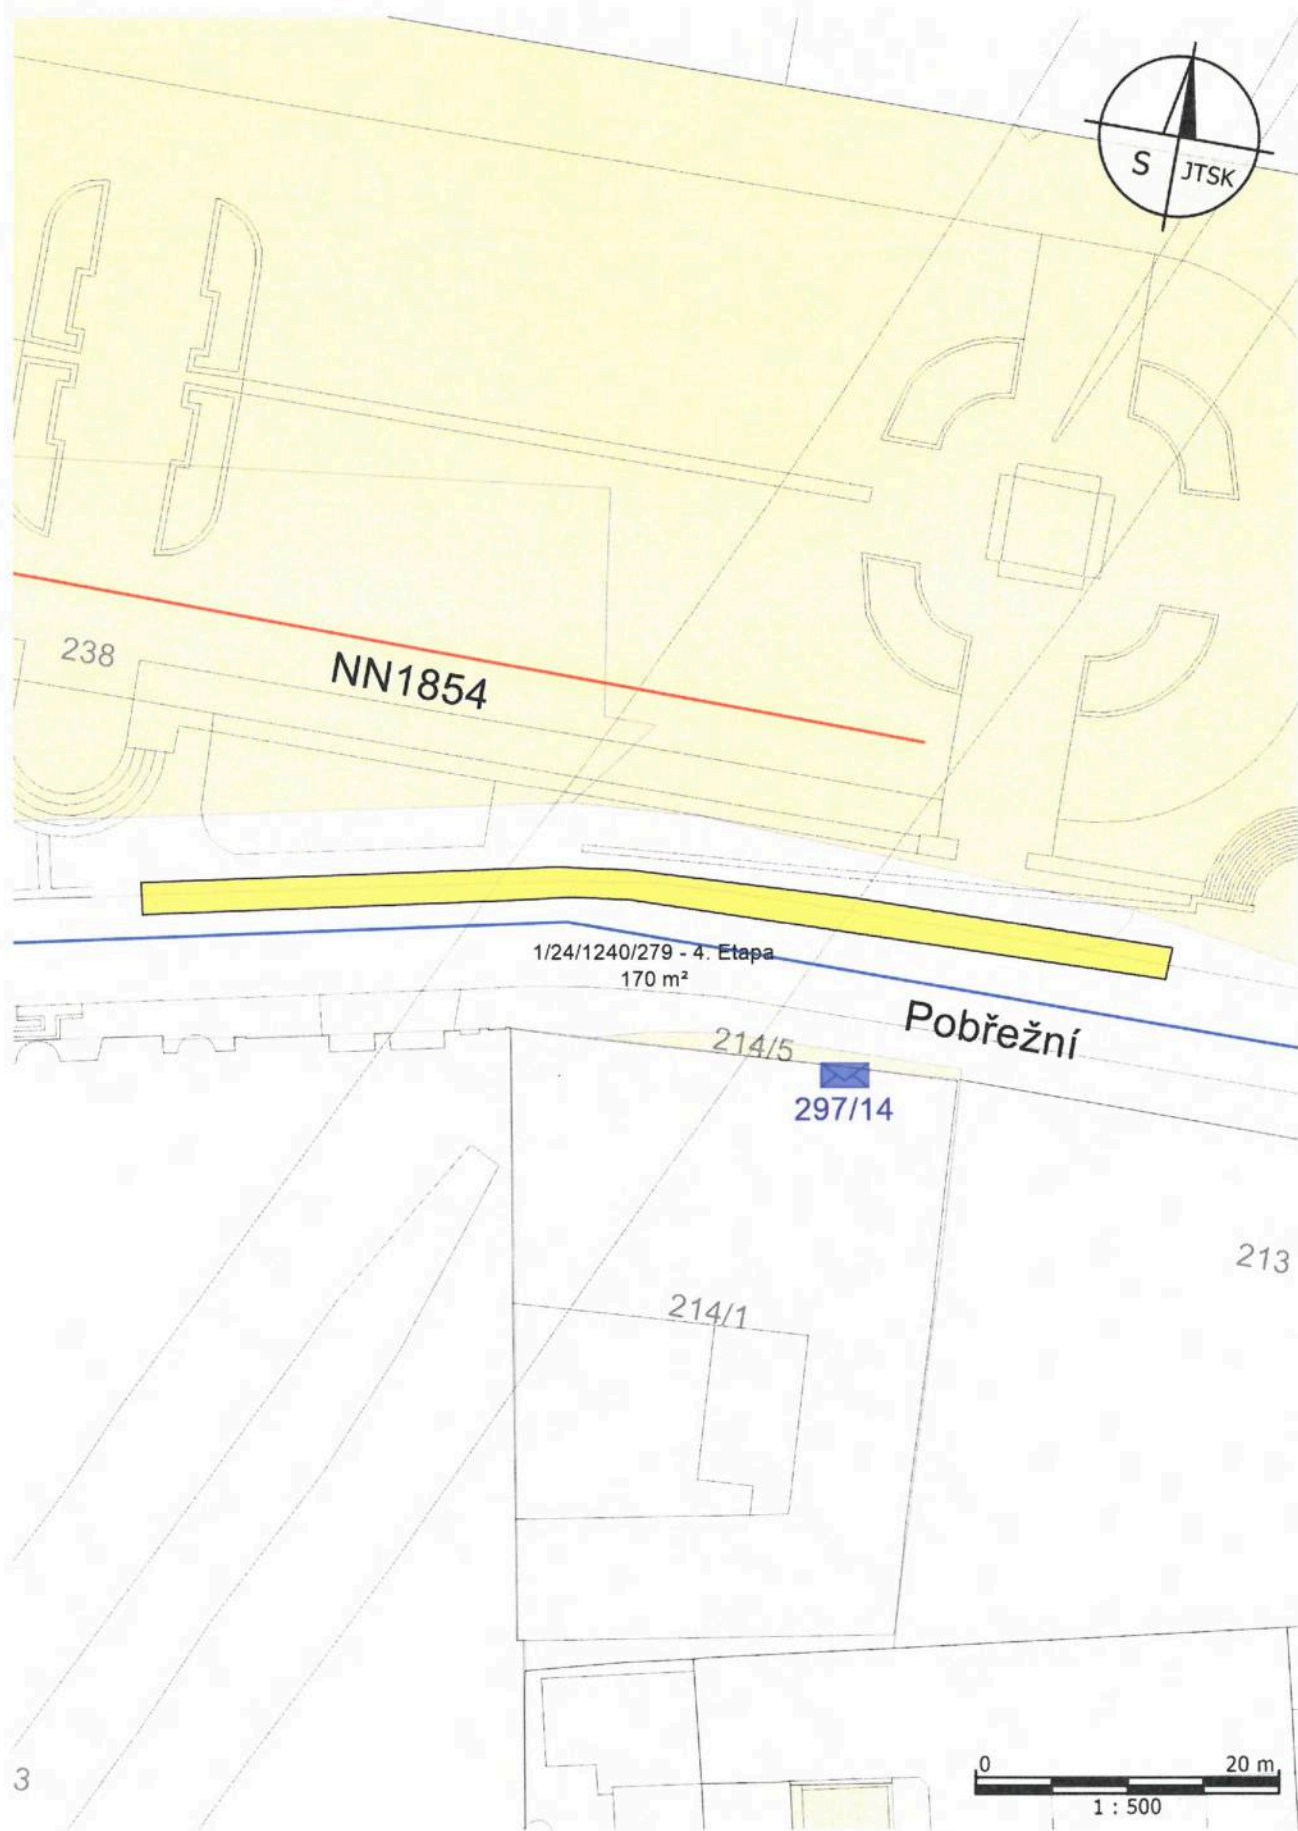 S JTSK
238
NN1854
1/24/1240/279 - 4. Etapa
170 m²
Pobřežní
214/5
297/14
213
214/1
3
0 20 m
1 : 500